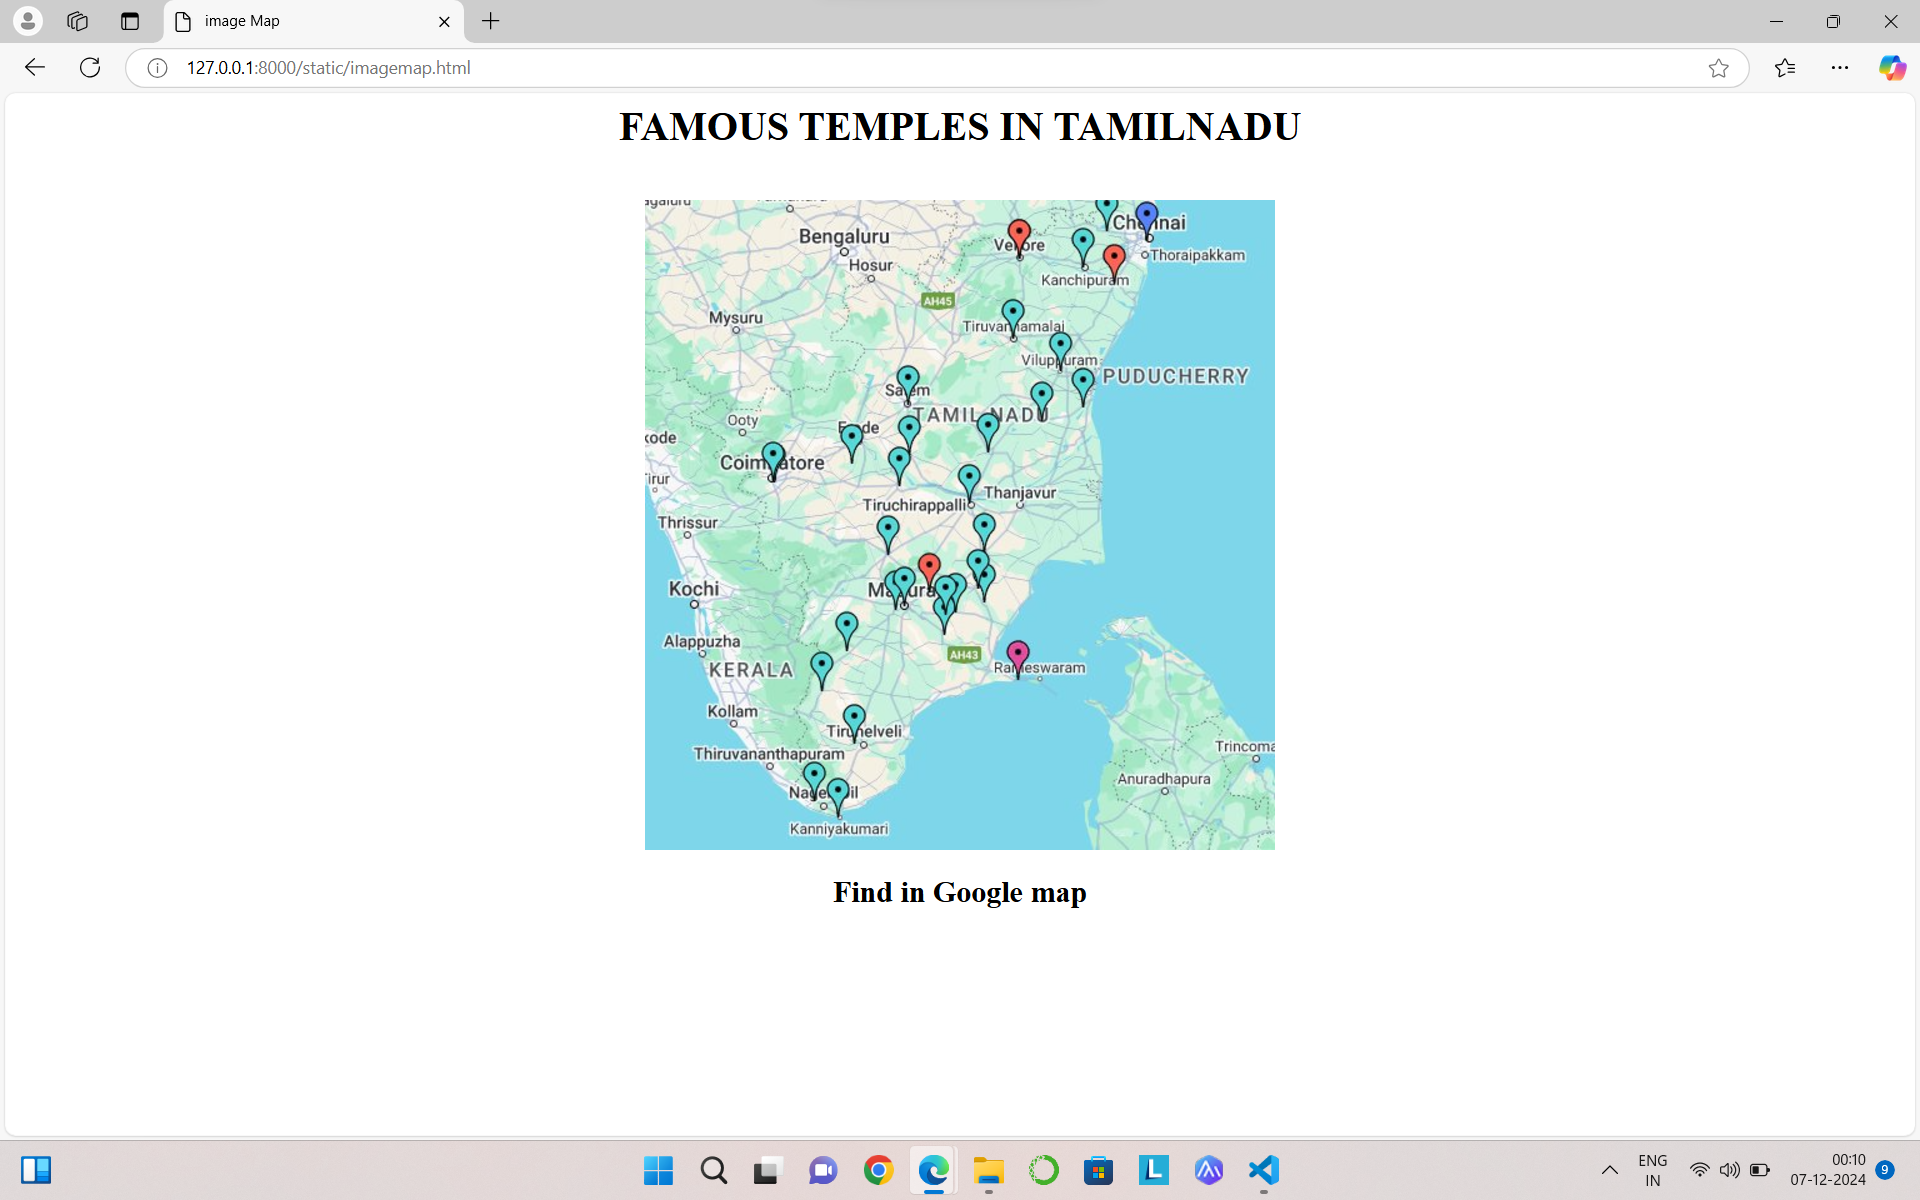 image Map
127.0.0.1:8000/static/imagemap.html
FAMOUS TEMPLES IN TAMILNADU
Chennai
Bengaluru
Vellore
Thoraipakkam
Hosur
Kanchipuram
AH45
Mysuru
Tiruvannamalai
Viluppuram
PUDUCHERRY
Salem
TAMIL NADU
Ooty
Erode
Coimbatore
Thanjavur
Tiruchirappalli
Thrissur
Kochi
Madurai
Alappuzha
AH43
KERALA
Rameswaram
Kollam
Tirunelveli
Thiruvananthapuram
Anuradhapura
Nagercoil
Kanniyakumari
Find in Google map
ENG
IN
00:10
07-12-2024
9